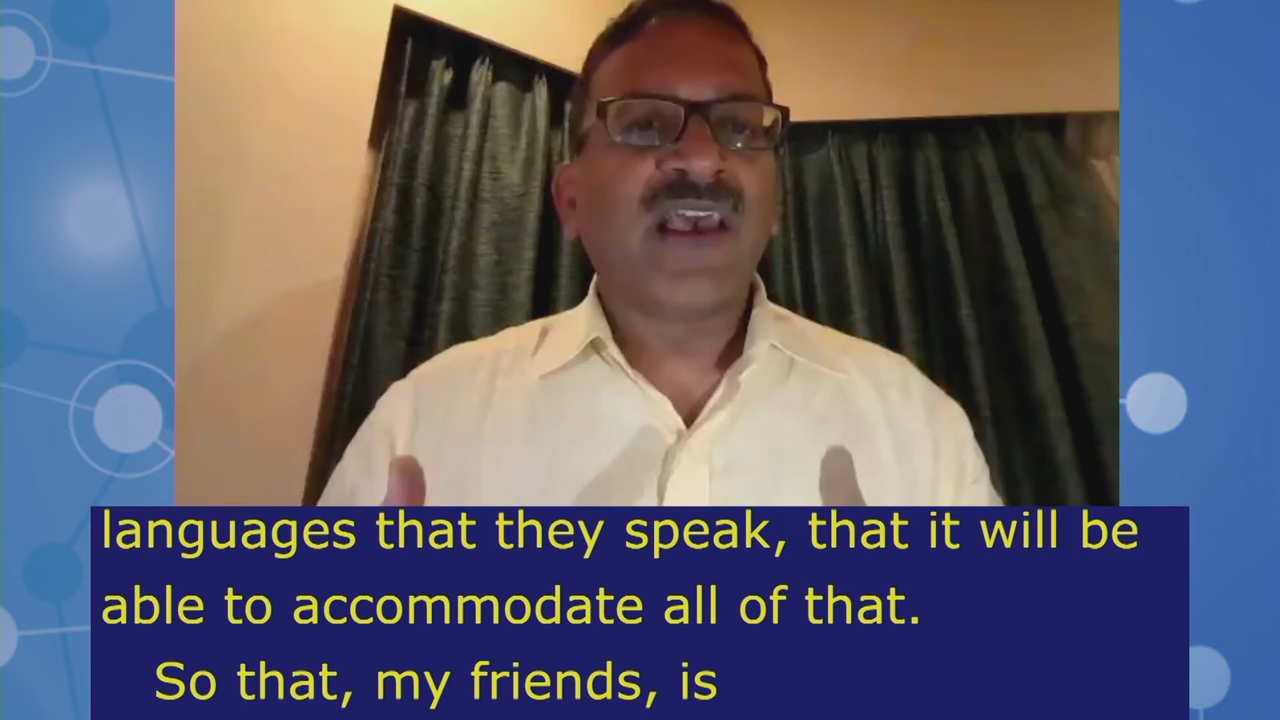 languages that they speak, that it will be
able to accommodate all of that.
So that, my friends, is